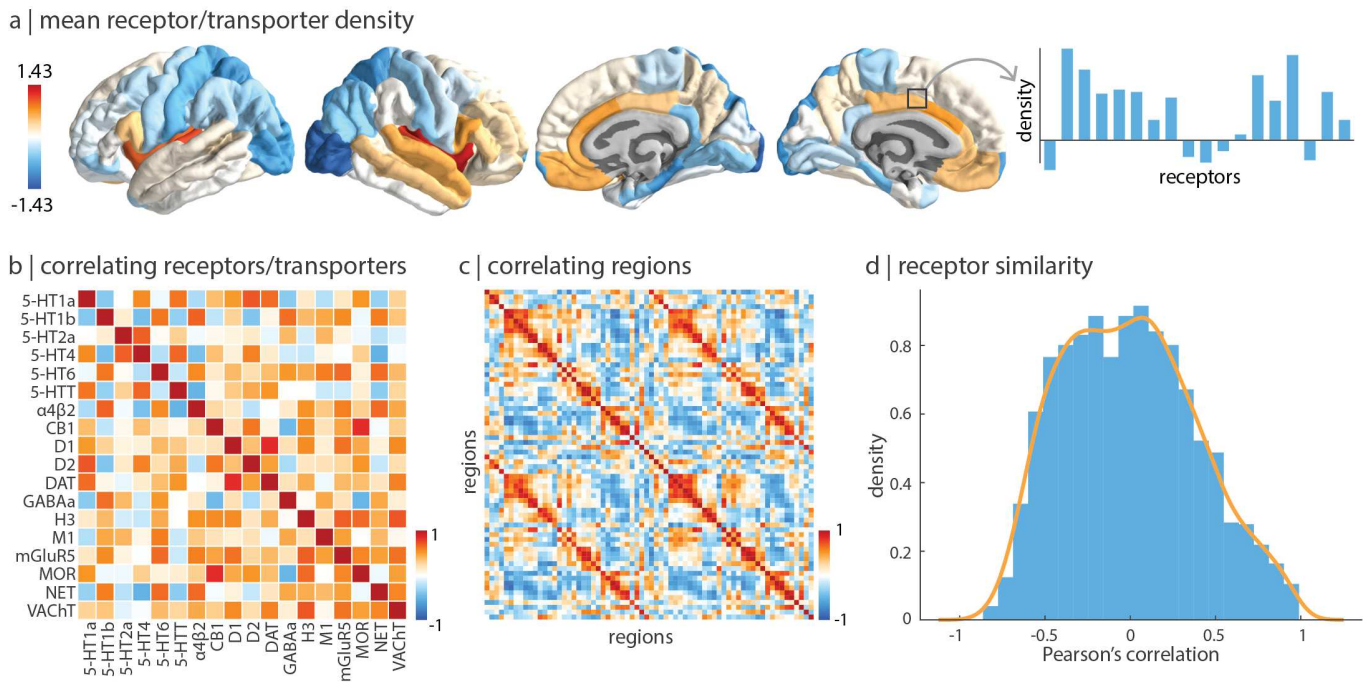 a | mean receptor/transporter density
1.43
-1.43
density
receptors
b | correlating receptors/transporters
5-HT1a
5-HT1b
5-HT2a
5-HT4
5-HT6
5-HTT
α4β2
CB1
D1
D2
DAT
GABAa
H3
M1
mGluR5
MOR
NET
VAChT
1
-1
5-HT1a
5-HT1b
5-HT2a
5-HT4
5-HT6
5-HTT
α4β2
CB1
D1
D2
DAT
GABAa
H3
M1
mGluR5
MOR
NET
VAChT
c | correlating regions
regions
1
-1
regions
d | receptor similarity
density
0.8
0.6
0.4
0.2
0
-1
-0.5
0
0.5
1
Pearson's correlation